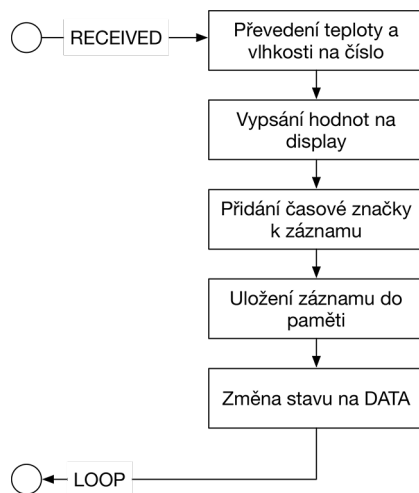 RECEIVED
Převedení teploty a
vlhkosti na číslo
Vypsání hodnot na
display
Přidání časové značky
k záznamu
Uložení záznamu do
paměti
Změna stavu na DATA
LOOP